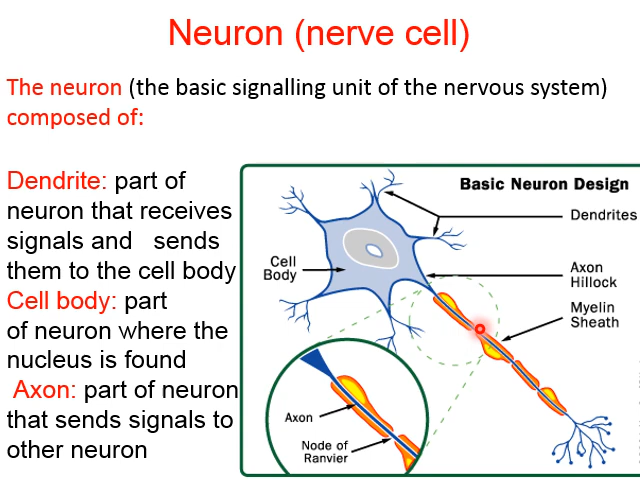 Neuron (nerve cell)
The neuron (the basic signalling unit of the nervous system)
composed of:
Dendrite: part of
neuron that receives
signals and sends
them to the cell body
Cell body: part
of neuron where the
nucleus is found
Axon: part of neuron
that sends signals to
other neuron
Basic Neuron Design
Dendrites
Cell
Body
Axon
Hillock
Myelin
Sheath
Axon
Node of
Ranvier